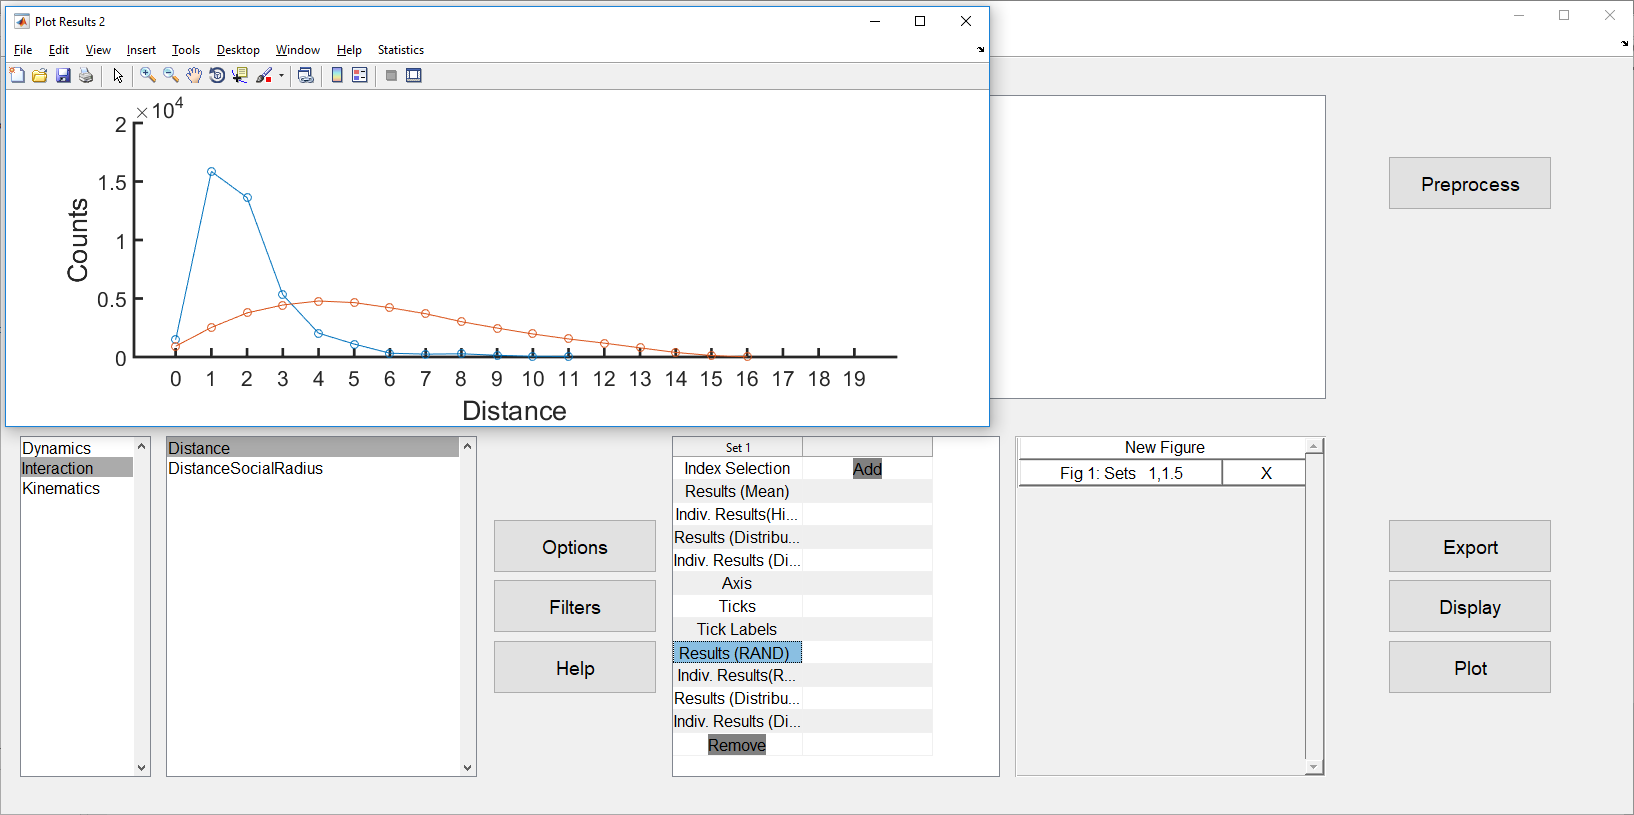 Plot Results 2
File Edit View Insert Tools Desktop Window Help Statistics
×10⁴
2
1.5
1
0.5
0
Counts
0 1 2 3 4 5 6 7 8 9 10 11 12 13 14 15 16 17 18 19
Distance
Preprocess
Dynamics
Interaction
Kinematics
Distance
DistanceSocialRadius
Options
Filters
Help
Set 1
Index Selection Add
Results (Mean)
Indiv. Results(Hi...
Results (Distribu...
Indiv. Results (Di...
Axis
Ticks
Tick Labels
Results (RAND)
Indiv. Results(R...
Results (Distribu...
Indiv. Results (Di...
Remove
New Figure
Fig 1: Sets 1,1.5 X
Export
Display
Plot